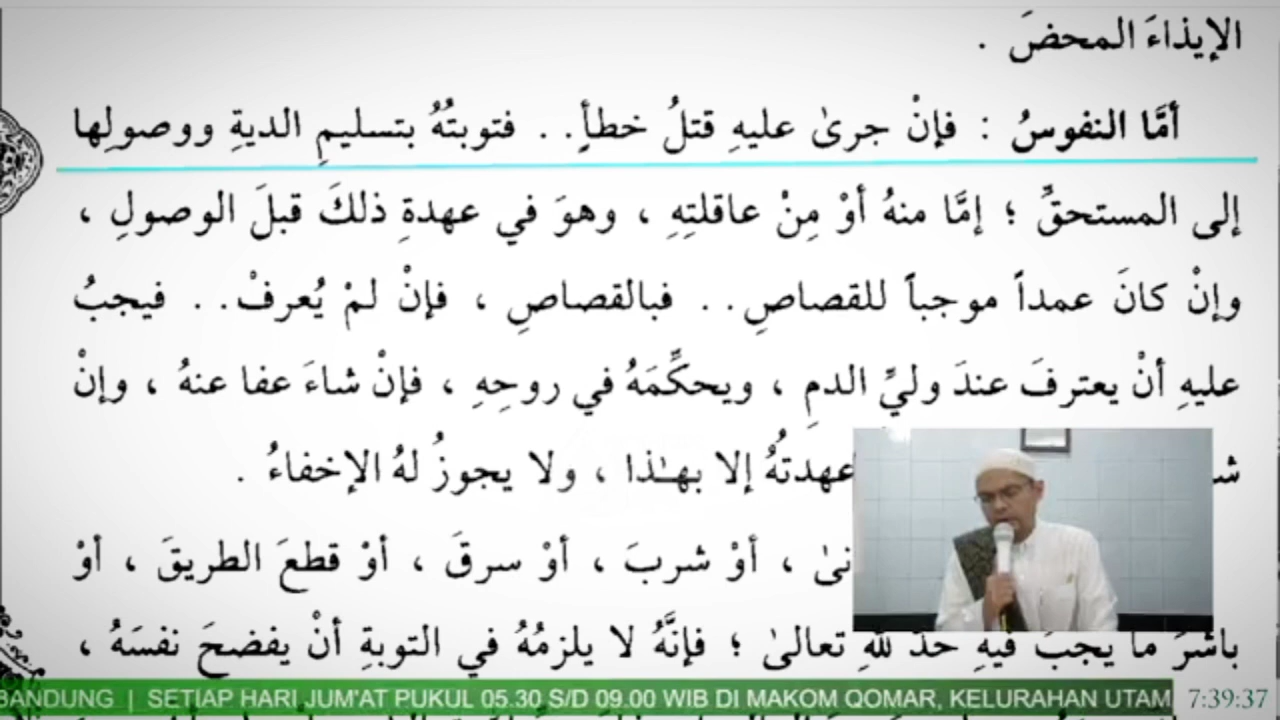 الإيذاءَ المحضَ .
أمَّا النفوسُ : فإنْ جرىٰ عليهِ قتلُ خطأٍ . . فتوبتُهُ بتسليمِ الديةِ ووصولِها
إلى المستحقِّ ؛ إمَّا منهُ أوْ مِنْ عاقلتِهِ ، وهوَ في عهدةِ ذلكَ قبلَ الوصولِ ،
وإنْ كانَ عمداً موجباً للقصاصِ . . فبالقصاصِ ، فإنْ لمْ يُعرفْ . . فيجبُ
عليهِ أنْ يعترفَ عندَ وليِّ الدمِ ، ويحكِّمَهُ في روحِهِ ، فإنْ شاءَ عفا عنهُ ، وإنْ
عهدتُهُ إلا بهـٰذا ، ولا يجوزُ لهُ الإخفاءُ .
، أوْ شربَ ، أوْ سرقَ ، أوْ قطعَ الطريقَ ، أوْ
باشرَ ما يجبُ فيهِ حدٌّ للهِ تعالىٰ ؛ فإنَّهُ لا يلزمُهُ في التوبةِ أنْ يفضحَ نفسَهُ ،
BANDUNG | SETIAP HARI JUM'AT PUKUL 05.30 S/D 09.00 WIB DI MAKOM QOMAR, KELURAHAN UTAM
7:39:37